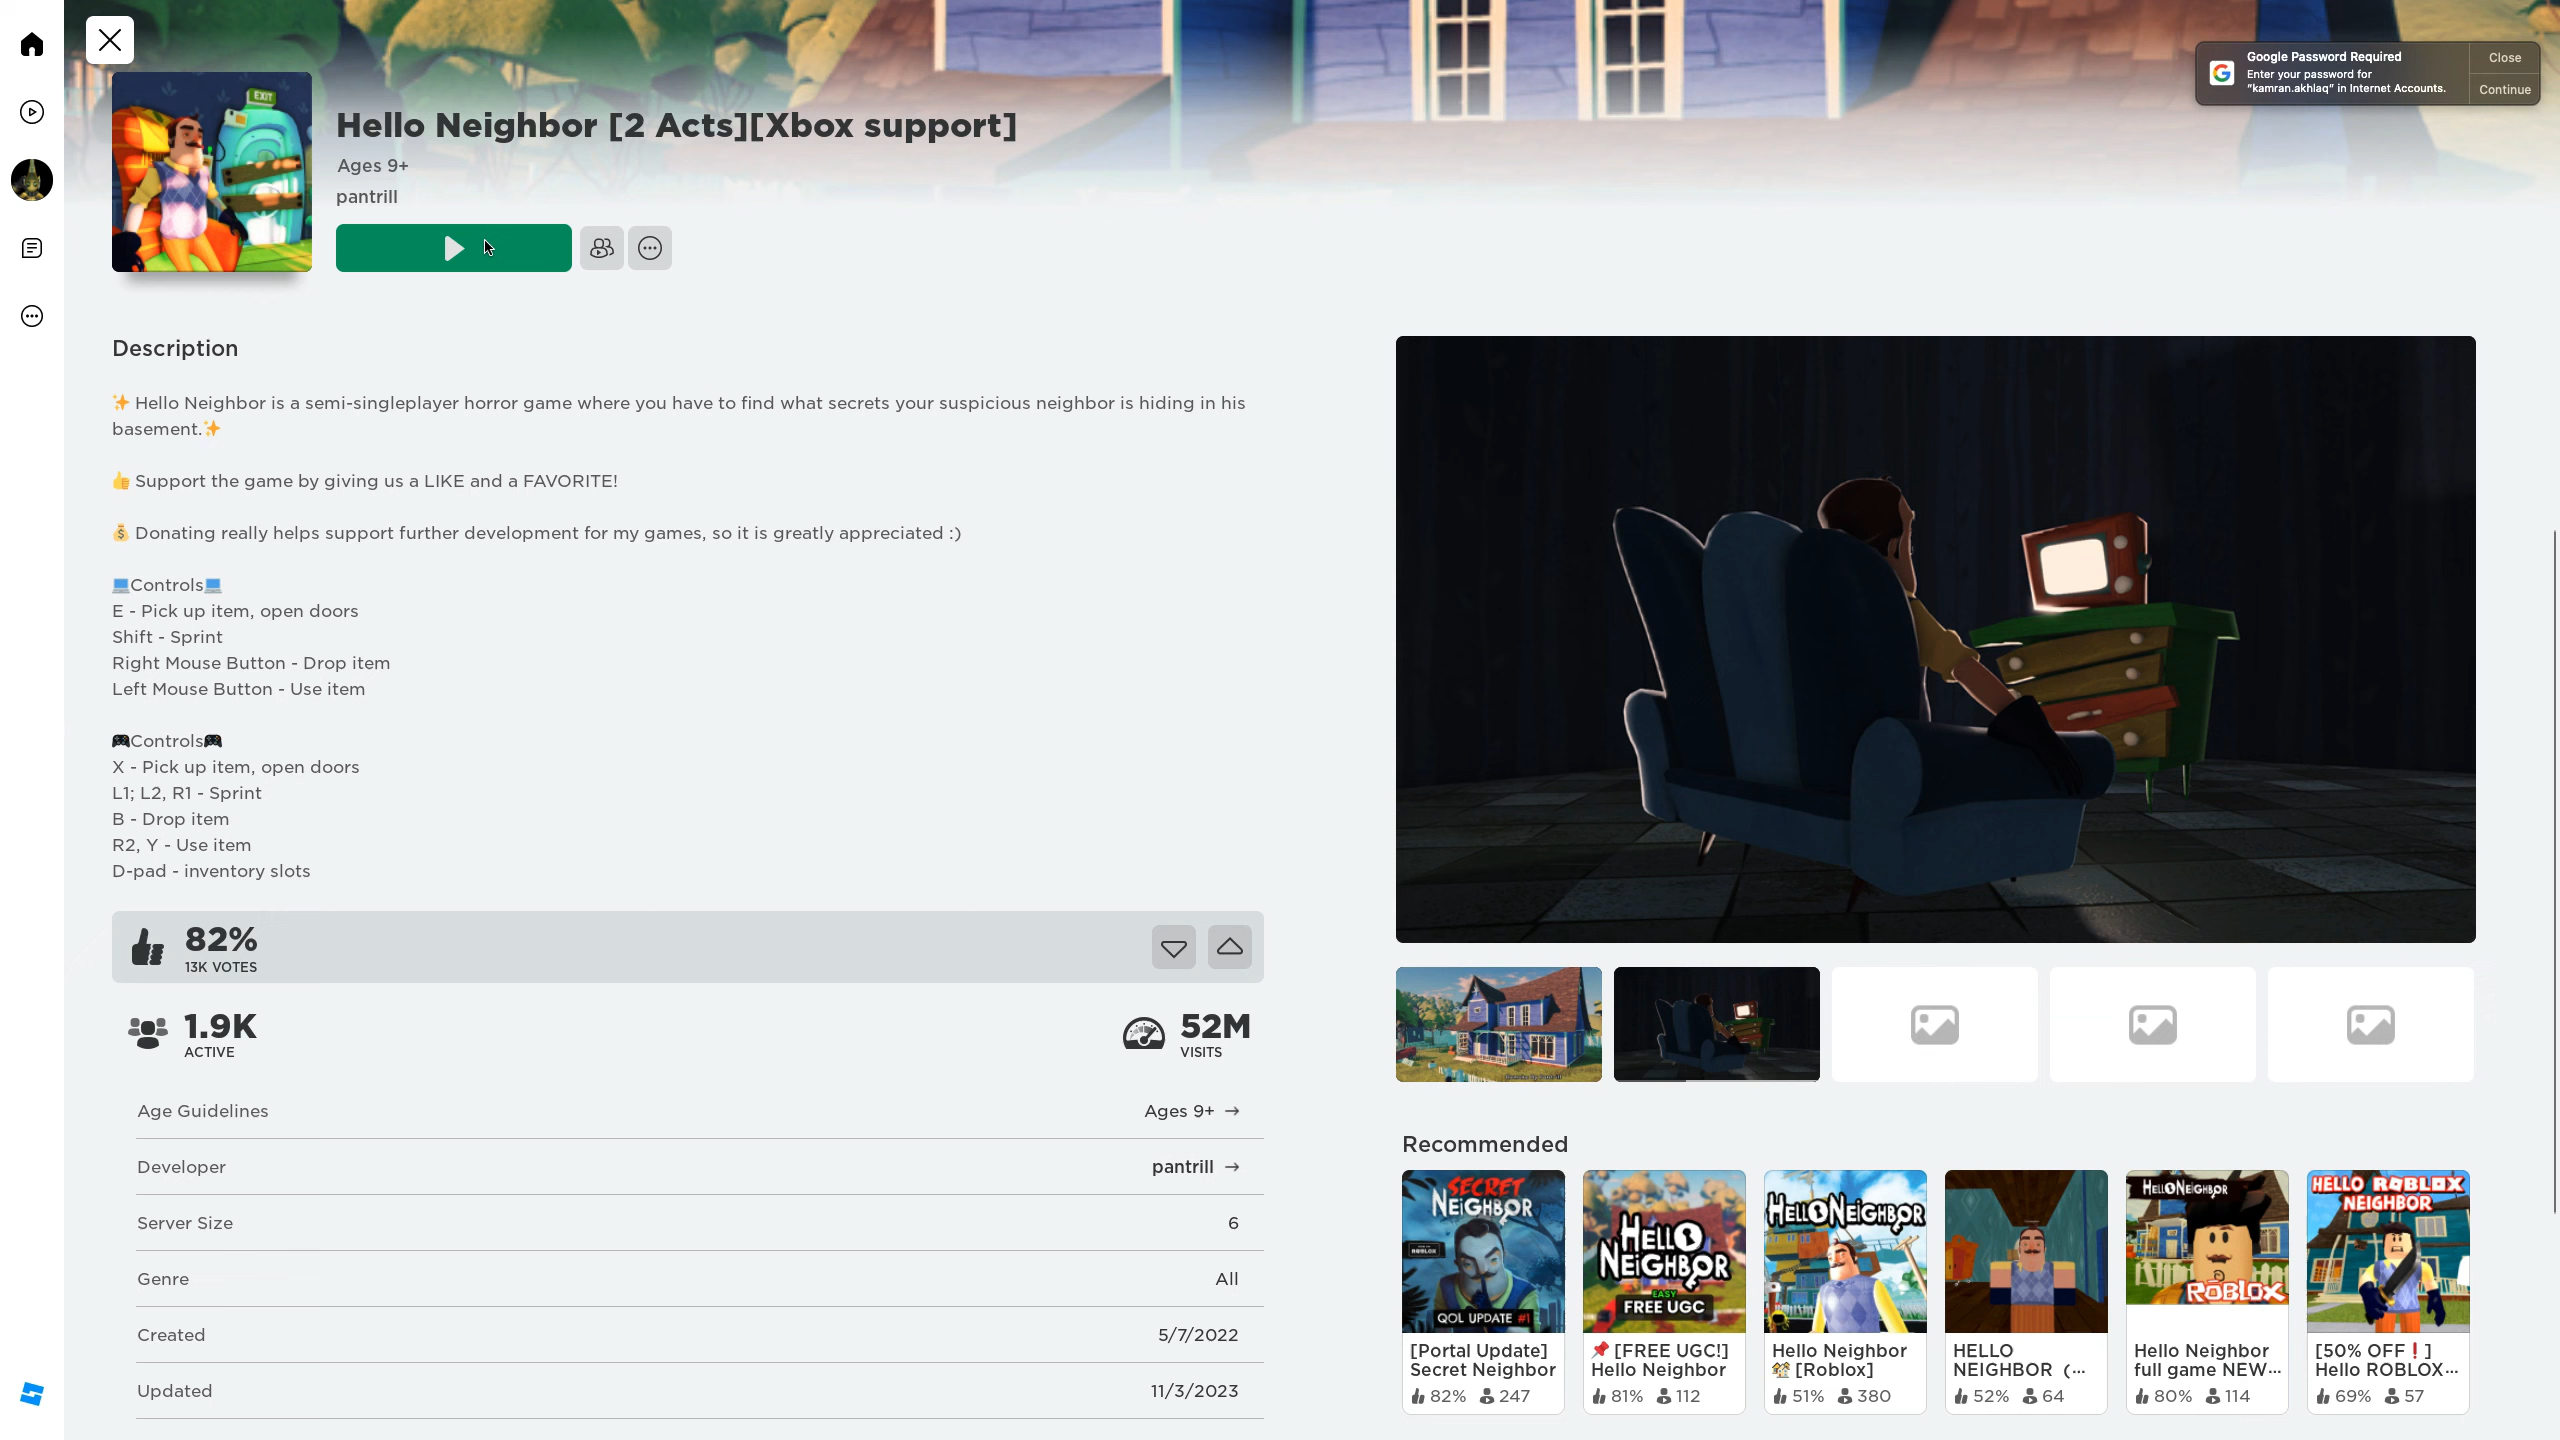 Google Password Required
Close
Enter your password for
"kamran.akhlaq" in Internet Accounts.
Continue
EXIT
Hello Neighbor [2 Acts][Xbox support]
Ages 9+
pantrill
Description
✨ Hello Neighbor is a semi-singleplayer horror game where you have to find what secrets your suspicious neighbor is hiding in his
basement.✨
👍 Support the game by giving us a LIKE and a FAVORITE!
💰 Donating really helps support further development for my games, so it is greatly appreciated :)
💻Controls💻
E - Pick up item, open doors
Shift - Sprint
Right Mouse Button - Drop item
Left Mouse Button - Use item
🎮Controls🎮
X - Pick up item, open doors
L1; L2, R1 - Sprint
B - Drop item
R2, Y - Use item
D-pad - inventory slots
82%
13K VOTES
1.9K
ACTIVE
52M
VISITS
Age Guidelines
Ages 9+ →
Developer
pantrill →
Server Size
6
Genre
All
Created
5/7/2022
Updated
11/3/2023
Recommended
SECRET
NEIGHBOR
ROBLOX
QOL UPDATE #1
[Portal Update]
Secret Neighbor
82% 247
HELLO
NEIGHBOR
EASY
FREE UGC
📌[FREE UGC!]
Hello Neighbor
81% 112
HELLO NEIGHBOR
Hello Neighbor
🏘️ [Roblox]
51% 380
HELLO
NEIGHBOR (...
52% 64
HELLO NEIGHBOR
ROBLOX
Hello Neighbor
full game NEW...
80% 114
HELLO ROBLOX
NEIGHBOR
[50% OFF❗]
Hello ROBLOX...
69% 57